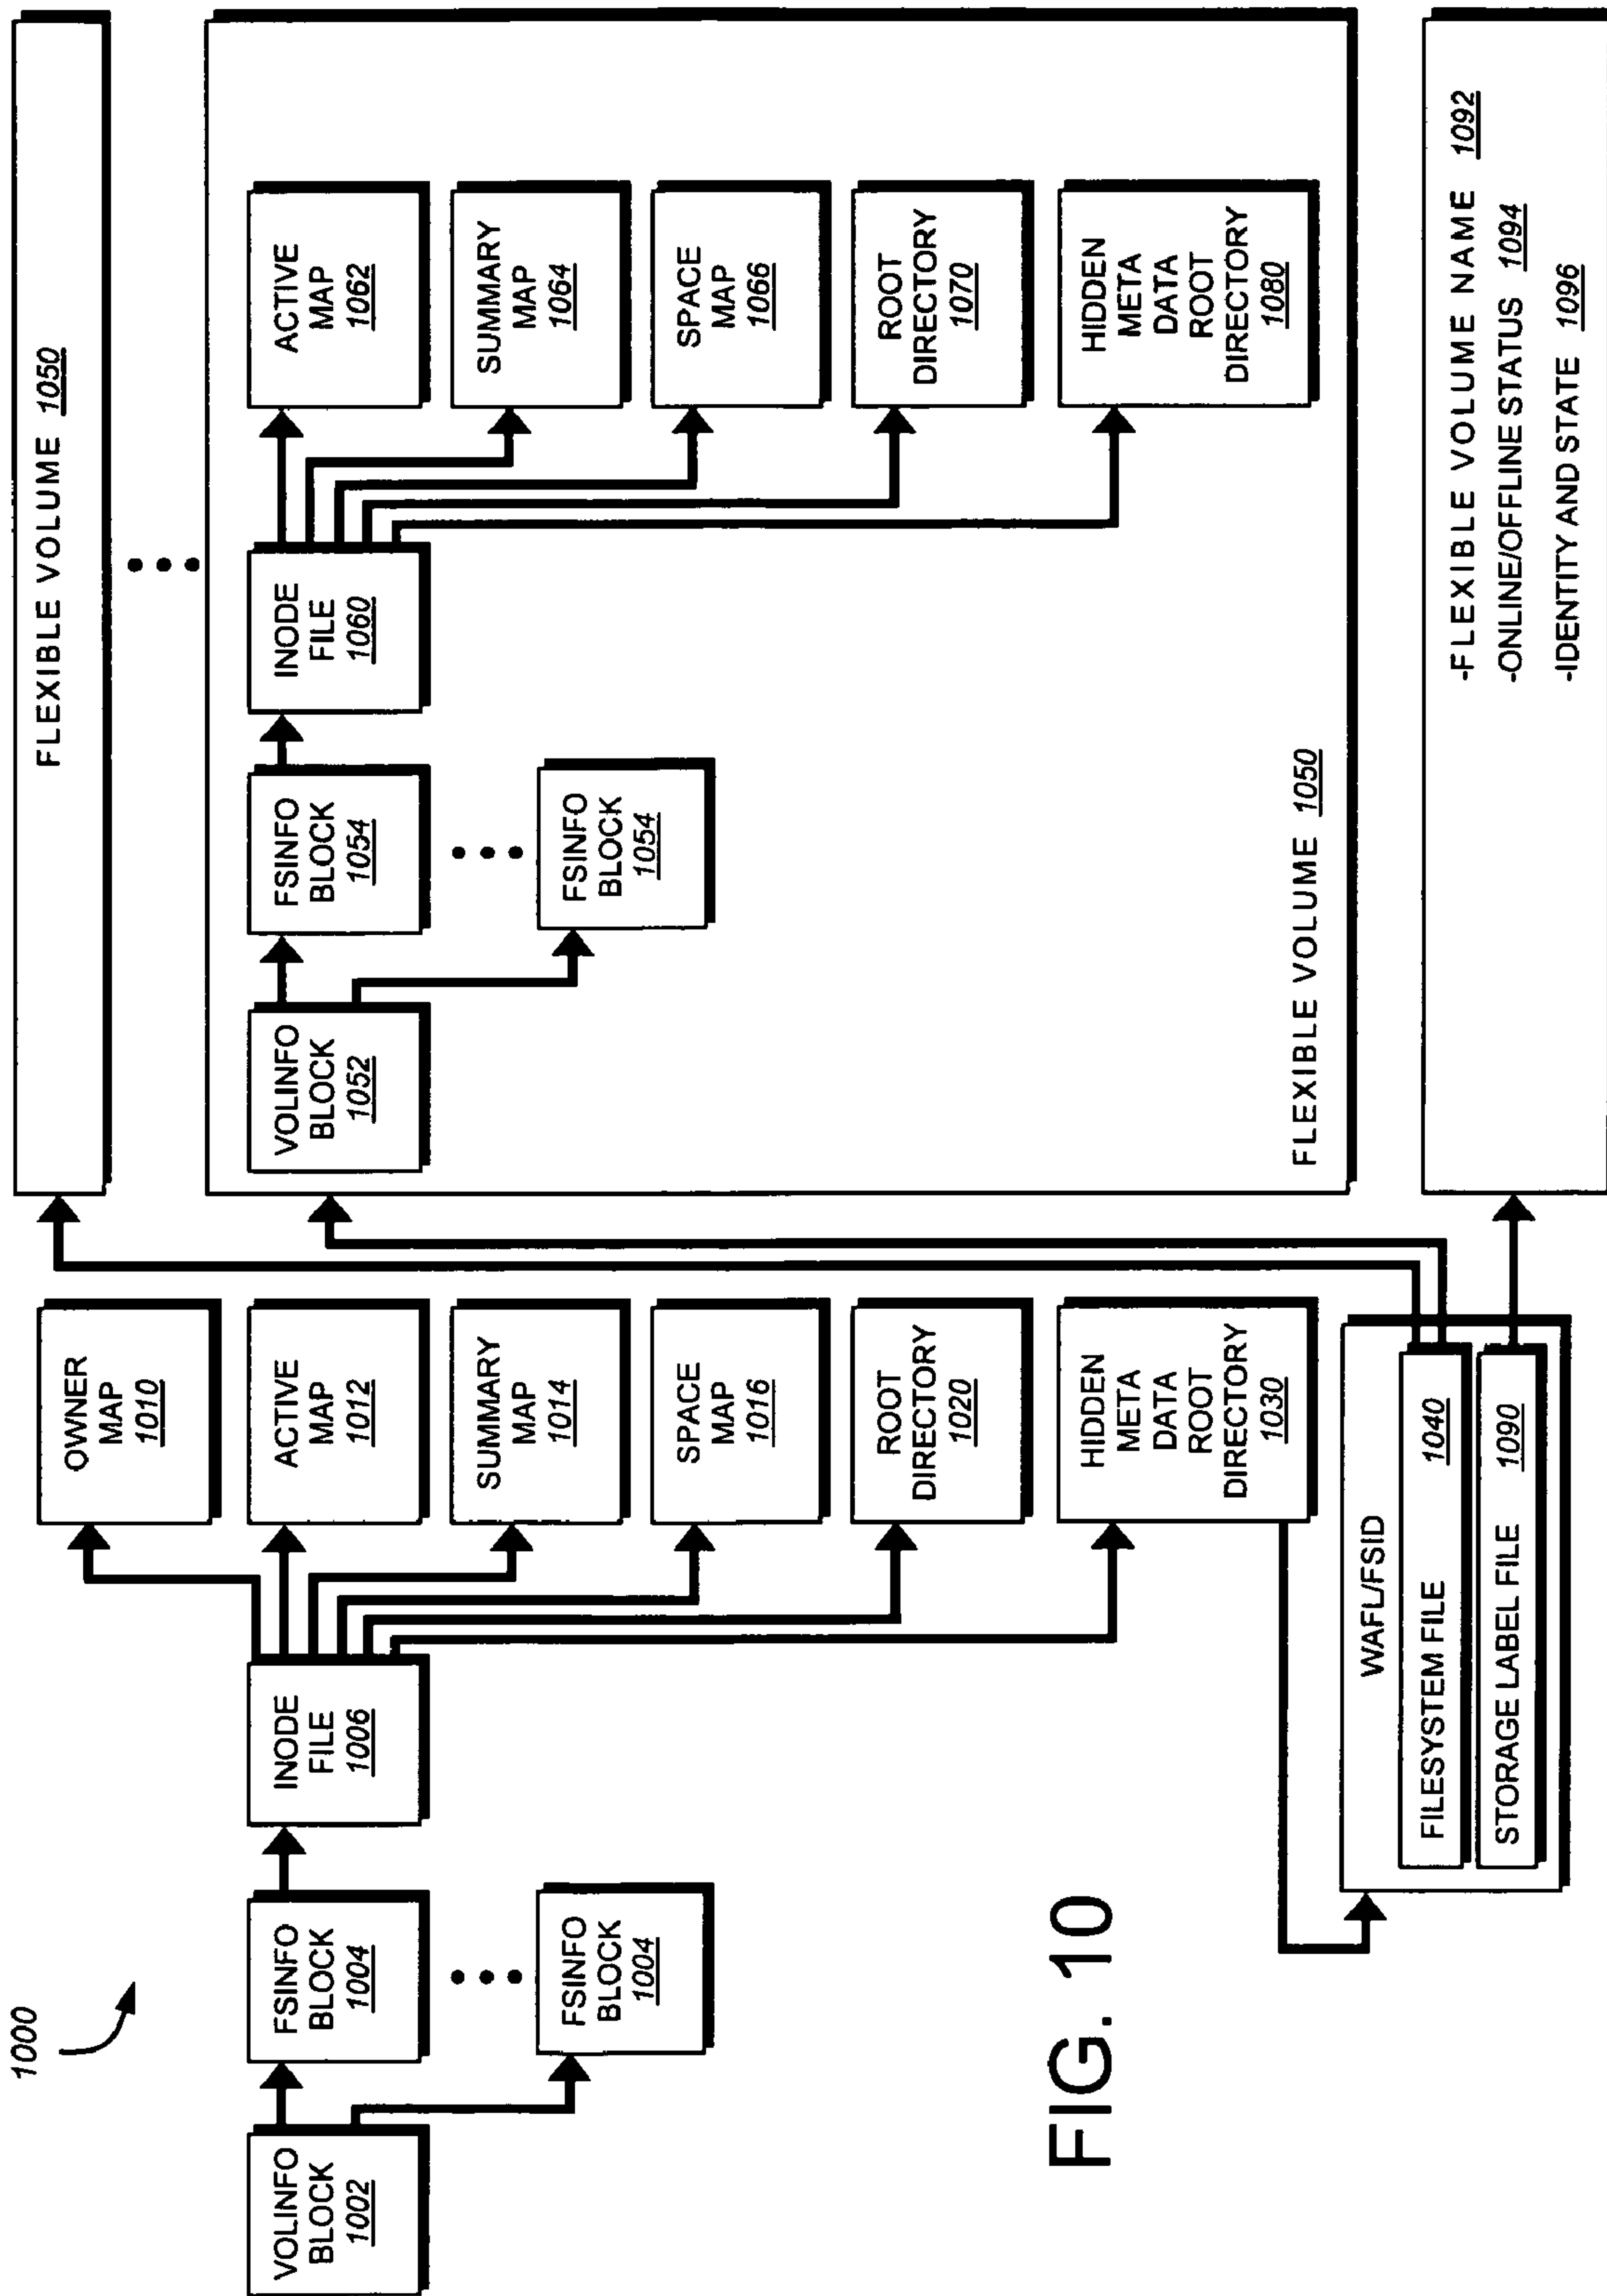 1000
VOLINFO
BLOCK
1002
FSINFO
BLOCK
1004
FSINFO
BLOCK
1004
INODE
FILE
1006
OWNER
MAP
1010
ACTIVE
MAP
1012
SUMMARY
MAP
1014
SPACE
MAP
1016
ROOT
DIRECTORY
1020
HIDDEN
META
DATA
ROOT
DIRECTORY
1030
WAFL/FSID
FILESYSTEM FILE 1040
STORAGE LABEL FILE 1090
FLEXIBLE VOLUME 1050
VOLINFO
BLOCK
1052
FSINFO
BLOCK
1054
FSINFO
BLOCK
1054
INODE
FILE
1060
ACTIVE
MAP
1062
SUMMARY
MAP
1064
SPACE
MAP
1066
ROOT
DIRECTORY
1070
HIDDEN
META
DATA
ROOT
DIRECTORY
1080
FLEXIBLE VOLUME 1050
-FLEXIBLE VOLUME NAME 1092
-ONLINE/OFFLINE STATUS 1094
-IDENTITY AND STATE 1096
FIG. 10